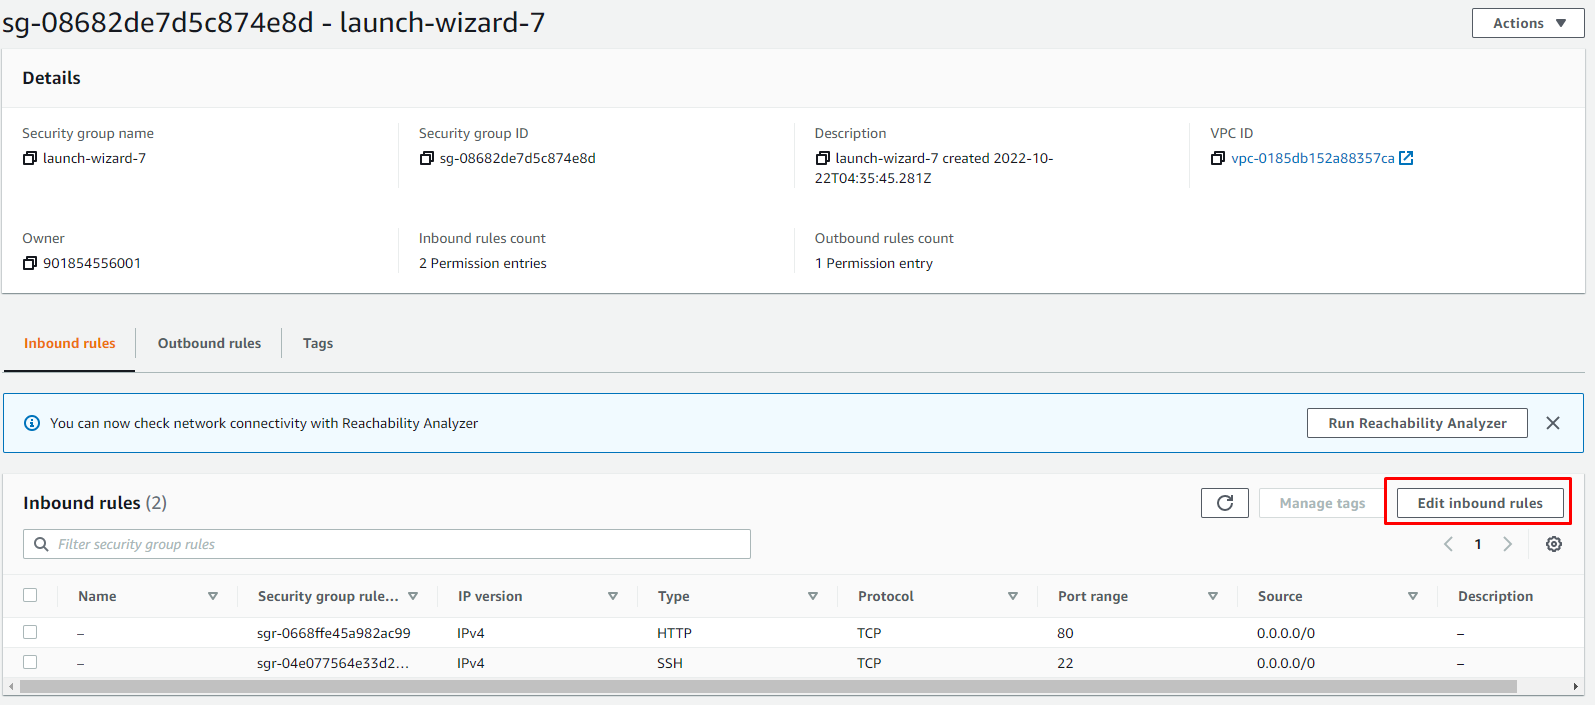 sg-08682de7d5c874e8d - launch-wizard-7
Actions
Details
Security group name
launch-wizard-7
Security group ID
sg-08682de7d5c874e8d
Description
launch-wizard-7 created 2022-10-
22T04:35:45.281Z
VPC ID
vpc-0185db152a88357ca
Owner
901854556001
Inbound rules count
2 Permission entries
Outbound rules count
1 Permission entry
Inbound rules
Outbound rules
Tags
You can now check network connectivity with Reachability Analyzer
Run Reachability Analyzer
Inbound rules (2)
Manage tags
Edit inbound rules
Filter security group rules
1
Name Security group rule... IP version Type Protocol Port range Source Description
– sgr-0668ffe45a982ac99 IPv4 HTTP TCP 80 0.0.0.0/0 –
– sgr-04e077564e33d2... IPv4 SSH TCP 22 0.0.0.0/0 –